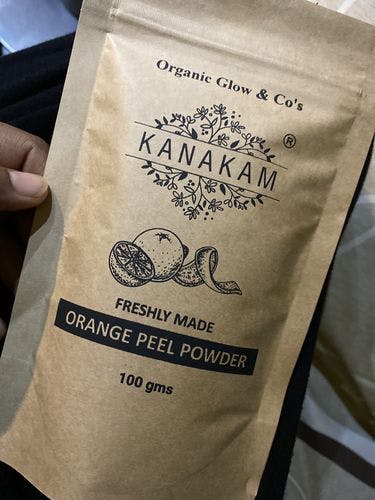 Organic Glow & Co's
KANAKAM ®
FRESHLY MADE
ORANGE PEEL POWDER
100 gms